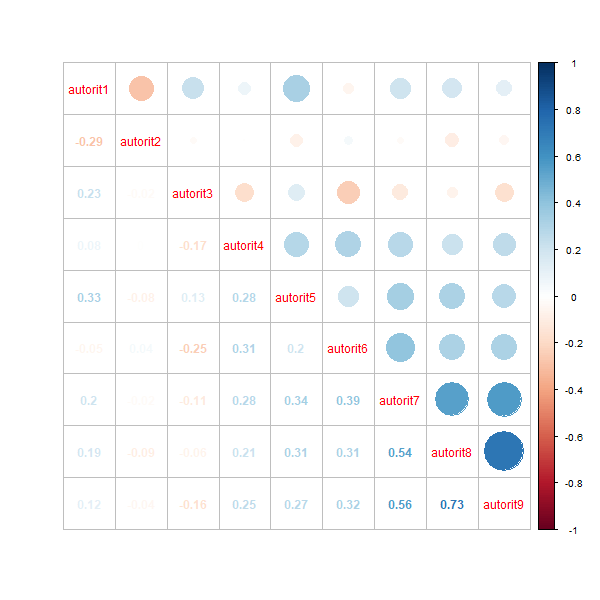 autorit1
-0.29 autorit2
0.23 autorit3
0.08 -0.17 autorit4
0.33 -0.08 0.13 0.28 autorit5
-0.05 0.04 -0.25 0.31 0.2 autorit6
0.2 -0.11 0.28 0.34 0.39 autorit7
0.19 -0.09 -0.06 0.21 0.31 0.31 0.54 autorit8
0.12 -0.04 -0.16 0.25 0.27 0.32 0.56 0.73 autorit9
1
0.8
0.6
0.4
0.2
0
-0.2
-0.4
-0.6
-0.8
-1